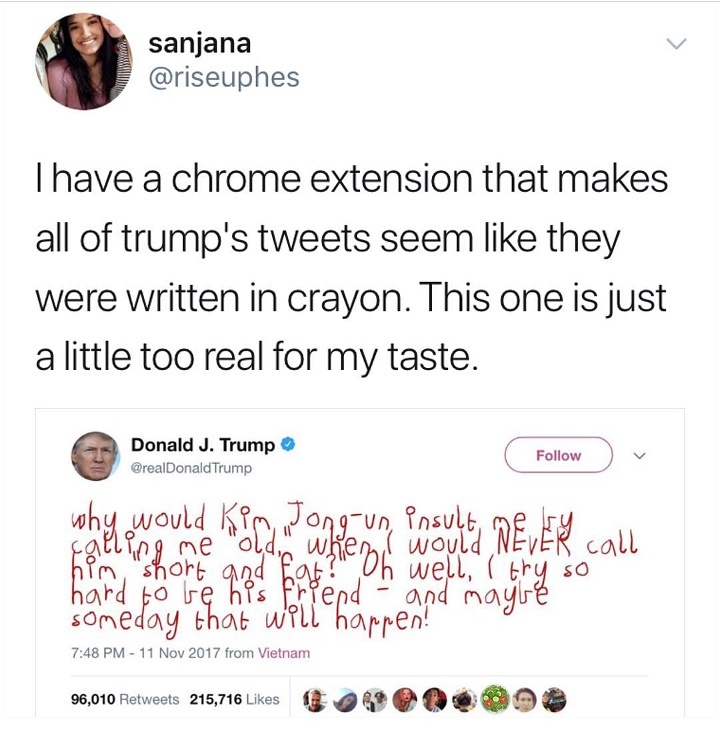 sanjana
@riseuphes
I have a chrome extension that makes
all of trump's tweets seem like they
were written in crayon. This one is just
a little too real for my taste.
Donald J. Trump
@realDonaldTrump
Follow
why would Kim Jong-un insult me by
calling me "old," when I would NEVER call
him "short and fat?" Oh well, I try so
hard to be his friend - and maybe
someday that will happen!
7:48 PM - 11 Nov 2017 from Vietnam
96,010 Retweets 215,716 Likes